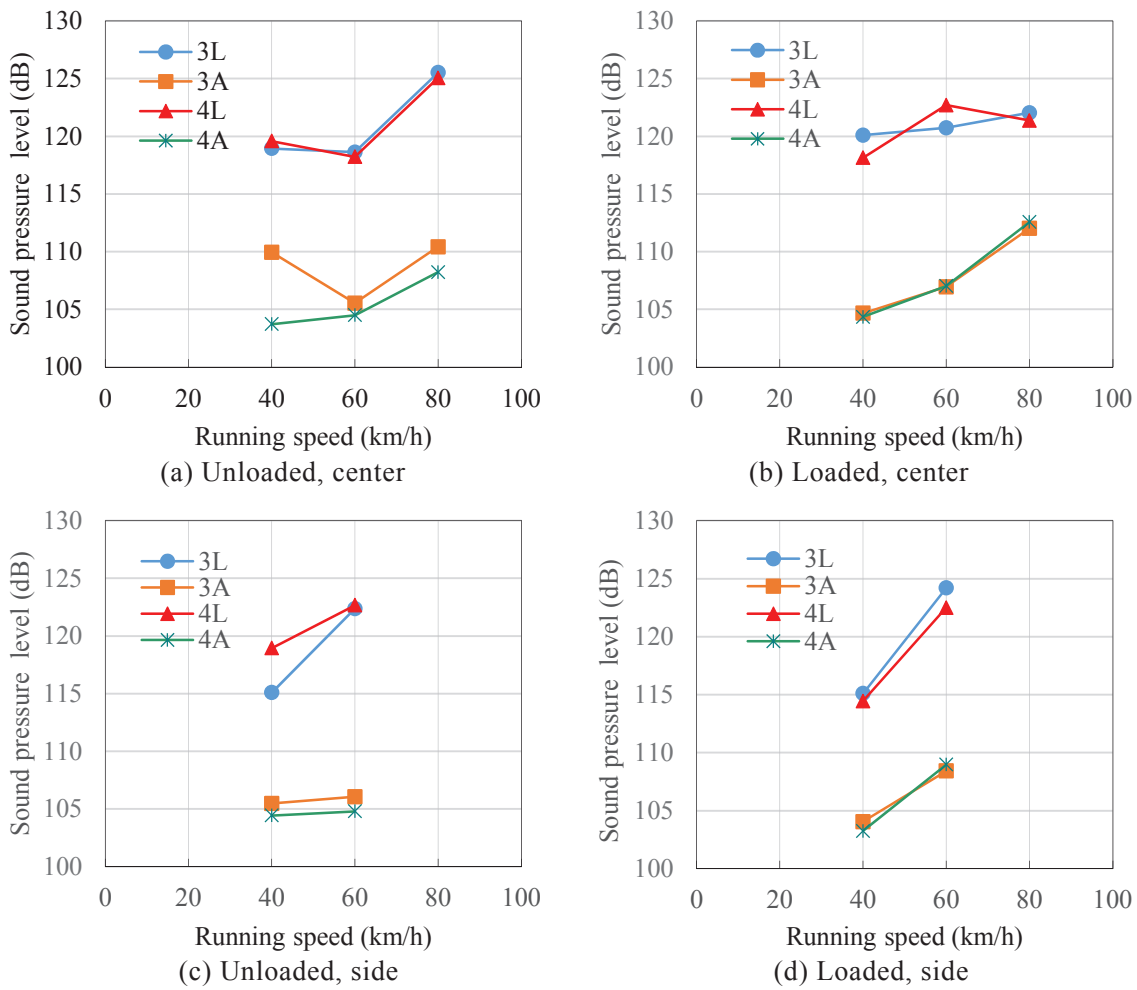 130
125
120
115
110
105
100
0
20
40
60
80
100
Sound pressure level (dB)
Running speed (km/h)
3L
3A
4L
4A
(a) Unloaded, center
130
125
120
115
110
105
100
0
20
40
60
80
100
Sound pressure level (dB)
Running speed (km/h)
3L
3A
4L
4A
(b) Loaded, center
130
125
120
115
110
105
100
0
20
40
60
80
100
Sound pressure level (dB)
Running speed (km/h)
3L
3A
4L
4A
(c) Unloaded, side
130
125
120
115
110
105
100
0
20
40
60
80
100
Sound pressure level (dB)
Running speed (km/h)
3L
3A
4L
4A
(d) Loaded, side